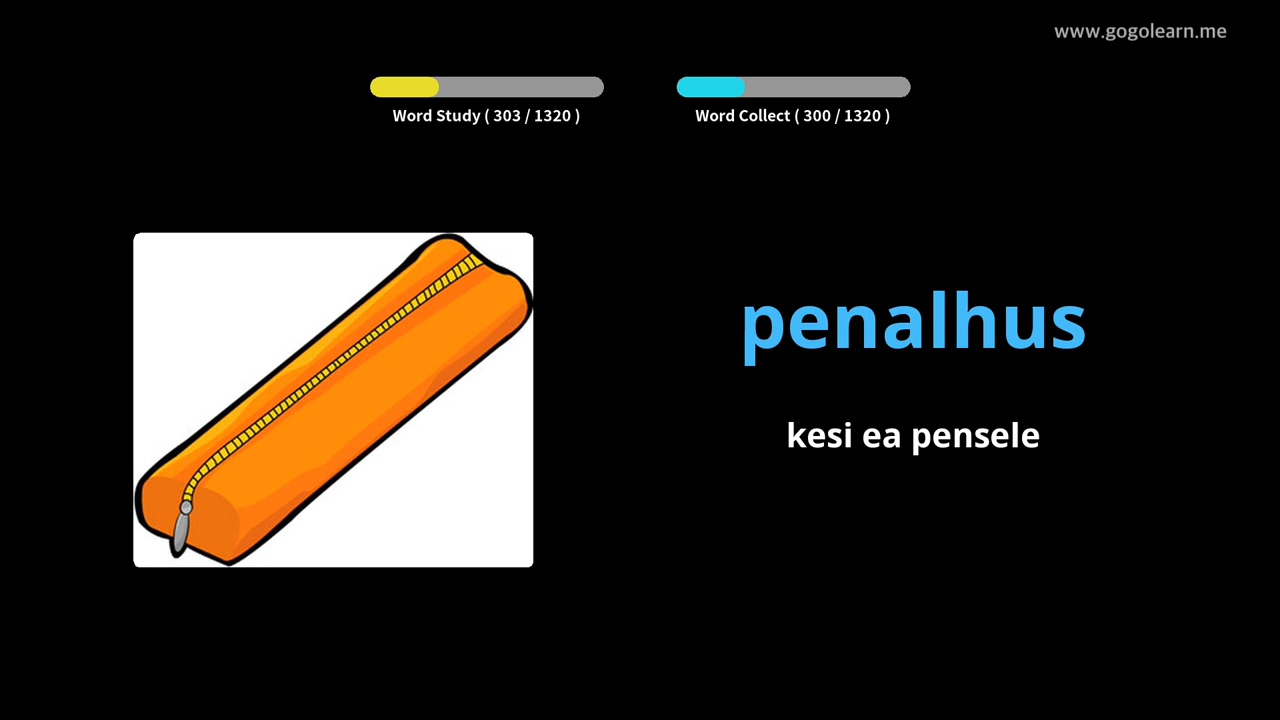 www.gogolearn.me
Word Study ( 303 / 1320 )
Word Collect ( 300 / 1320 )
penalhus
kesi ea pensele